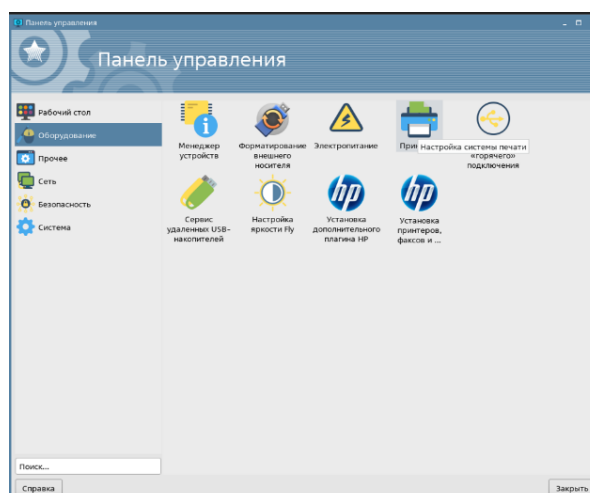 Панель управления
Панель управления
Рабочий стол
Оборудование
Прочее
Сеть
Безопасность
Система
Менеджер
устройств
Форматирование
внешнего
носителя
Электропитание
При
Настройка системы печати
«горячего»
подключения
Сервис
удаленных USB-
накопителей
Настройка
яркости Fly
hp
Установка
дополнительного
плагина HP
hp
Установка
принтеров,
факсов и ...
Поиск...
Справка
Закрыть